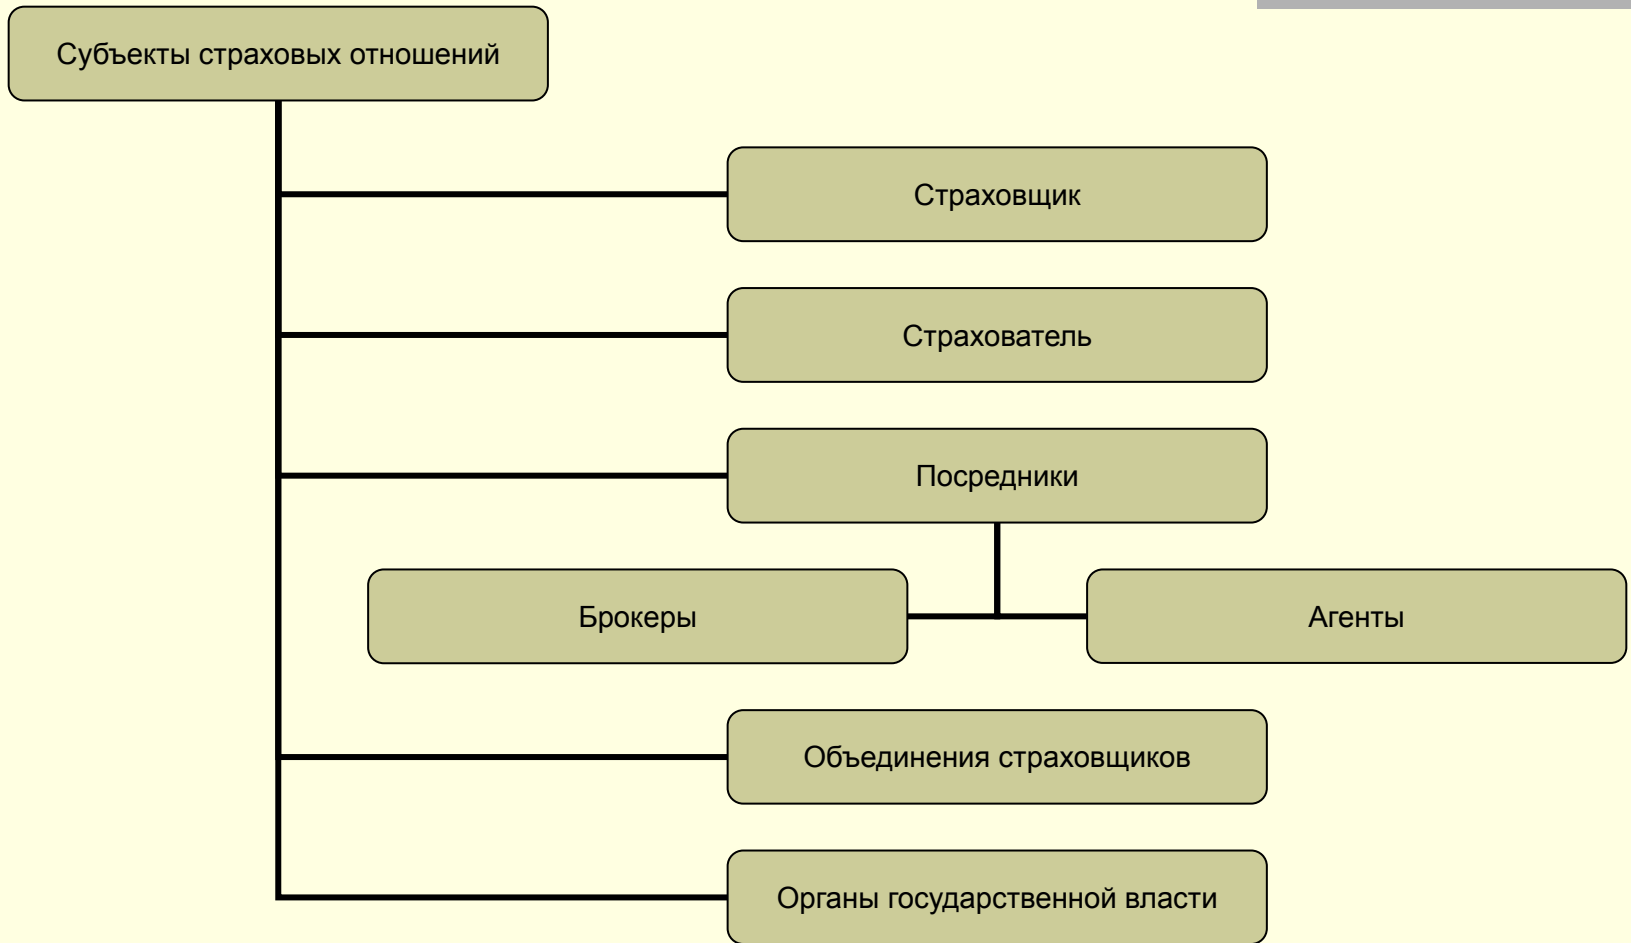 Субъекты страховых отношений
Страховщик
Страхователь
Посредники
Брокеры
Агенты
Объединения страховщиков
Органы государственной власти